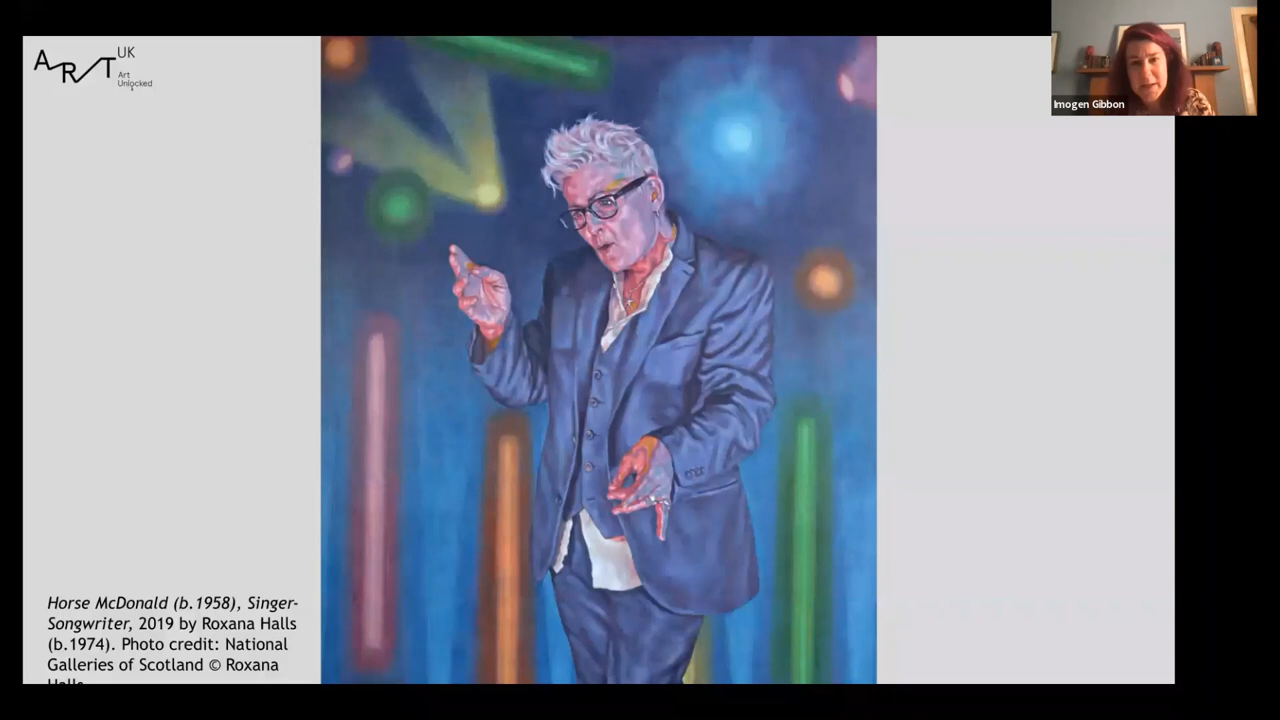 ART UK
Art
Unlocked
Imogen Gibbon
Horse McDonald (b.1958), Singer-
Songwriter, 2019 by Roxana Halls
(b.1974). Photo credit: National
Galleries of Scotland © Roxana
Halls